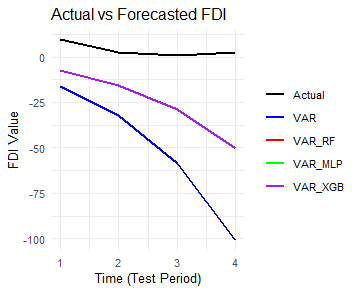 Actual vs Forecasted FDI
FDI Value
0
-25
-50
-75
-100
1 2 3 4
Time (Test Period)
Actual
VAR
VAR_RF
VAR_MLP
VAR_XGB